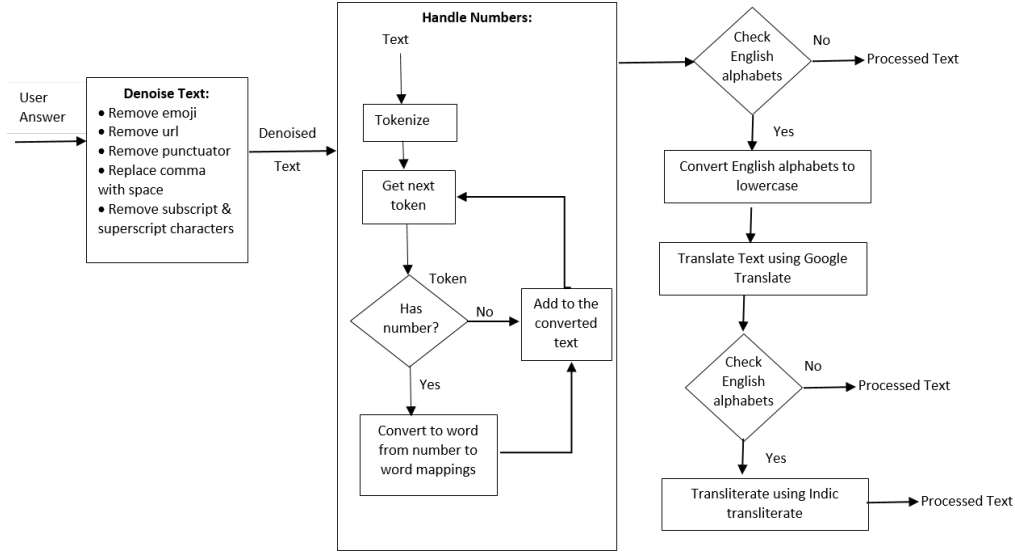 User
Answer
Denoise Text:
• Remove emoji
• Remove url
• Remove punctuator
• Replace comma
with space
• Remove subscript &
superscript characters
Denoised
Text
Handle Numbers:
Text
Tokenize
Get next
token
Token
Has
number?
No
Add to the
converted
text
Yes
Convert to word
from number to
word mappings
Check
English
alphabets
No
Processed Text
Yes
Convert English alphabets to
lowercase
Translate Text using Google
Translate
Check
English
alphabets
No
Processed Text
Yes
Transliterate using Indic
transliterate
Processed Text